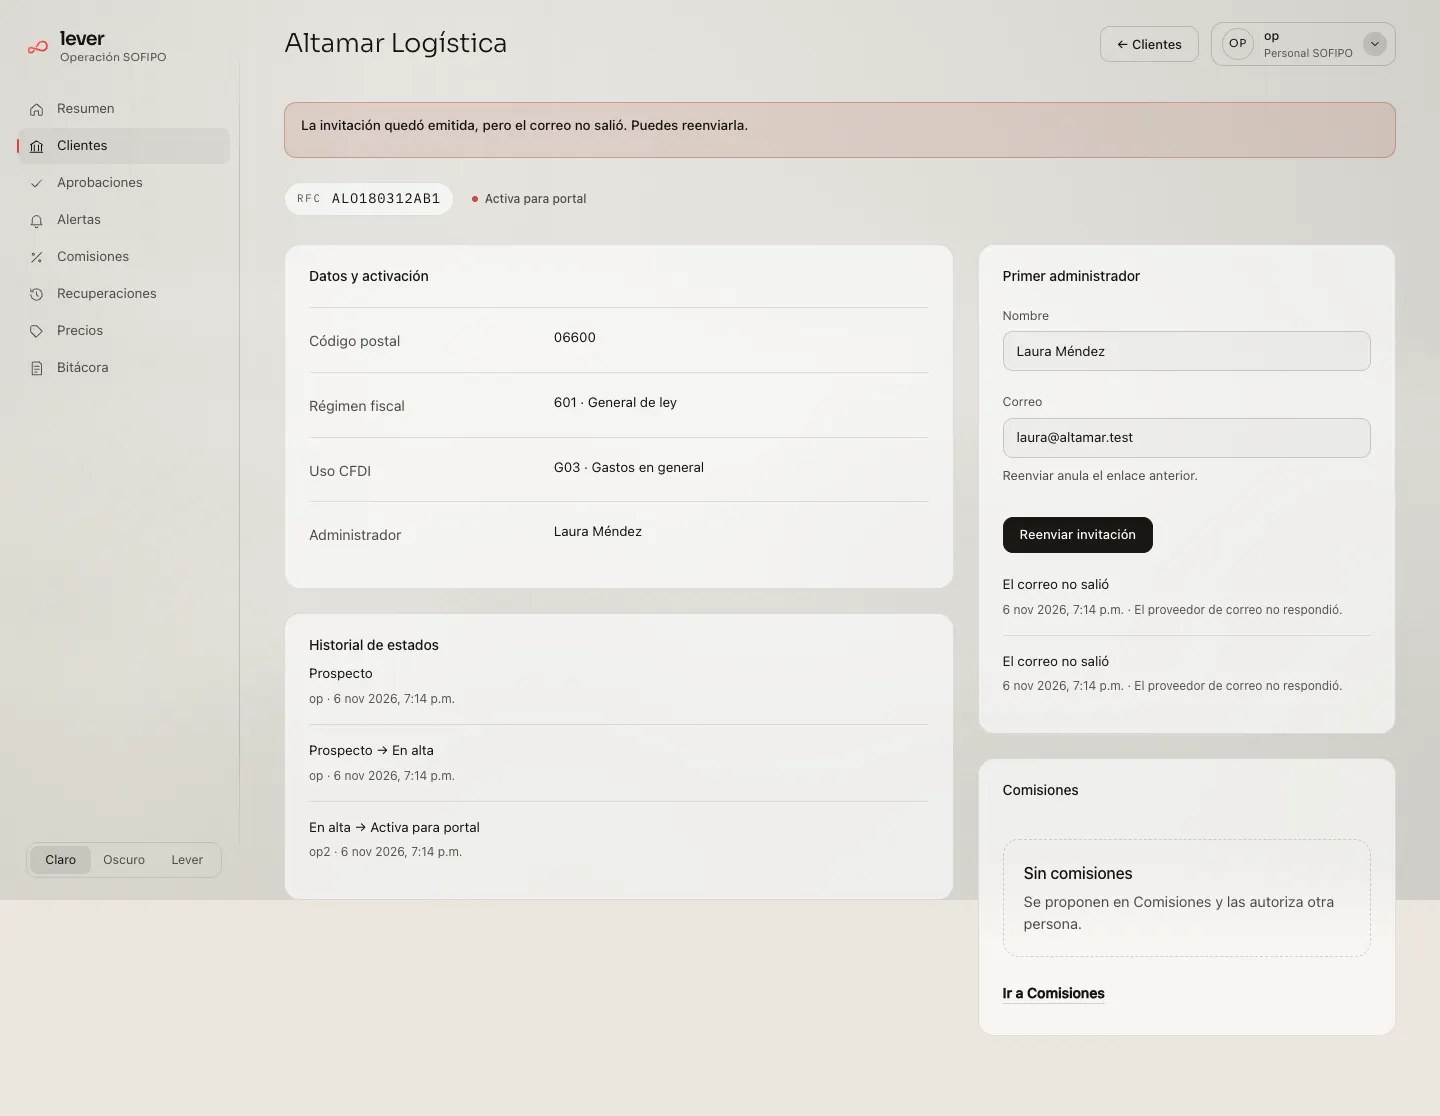 lever
Operación SOFIPO
Resumen
Clientes
Aprobaciones
Alertas
Comisiones
Recuperaciones
Precios
Bitácora
Claro
Oscuro
Lever
Altamar Logística
← Clientes
OP
op
Personal SOFIPO
La invitación quedó emitida, pero el correo no salió. Puedes reenviarla.
RFC ALO180312AB1
Activa para portal
Datos y activación
Código postal
06600
Régimen fiscal
601 · General de ley
Uso CFDI
G03 · Gastos en general
Administrador
Laura Méndez
Historial de estados
Prospecto
op · 6 nov 2026, 7:14 p.m.
Prospecto → En alta
op · 6 nov 2026, 7:14 p.m.
En alta → Activa para portal
op2 · 6 nov 2026, 7:14 p.m.
Primer administrador
Nombre
Laura Méndez
Correo
laura@altamar.test
Reenviar anula el enlace anterior.
Reenviar invitación
El correo no salió
6 nov 2026, 7:14 p.m. · El proveedor de correo no respondió.
El correo no salió
6 nov 2026, 7:14 p.m. · El proveedor de correo no respondió.
Comisiones
Sin comisiones
Se proponen en Comisiones y las autoriza otra
persona.
Ir a Comisiones